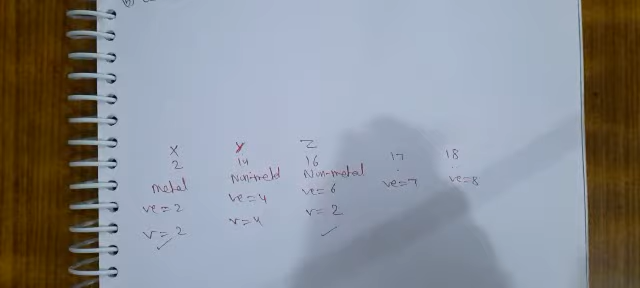 X Y Z
2 14 16 17 18
Metal Non-metal Non-metal
ve=2 ve=4 ve=6 ve=7 ve=8
v=2 v=4 v=2